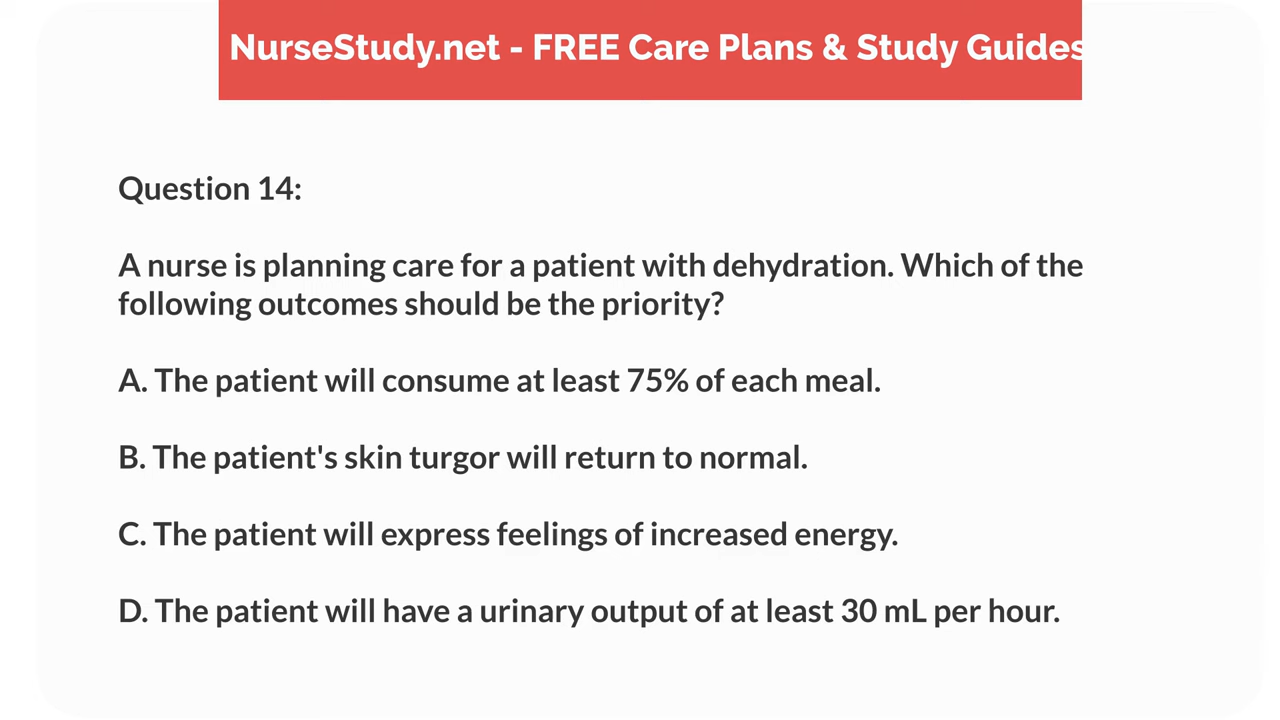 NurseStudy.net - FREE Care Plans & Study Guides
Question 14:
A nurse is planning care for a patient with dehydration. Which of the
following outcomes should be the priority?
A. The patient will consume at least 75% of each meal.
B. The patient's skin turgor will return to normal.
C. The patient will express feelings of increased energy.
D. The patient will have a urinary output of at least 30 mL per hour.